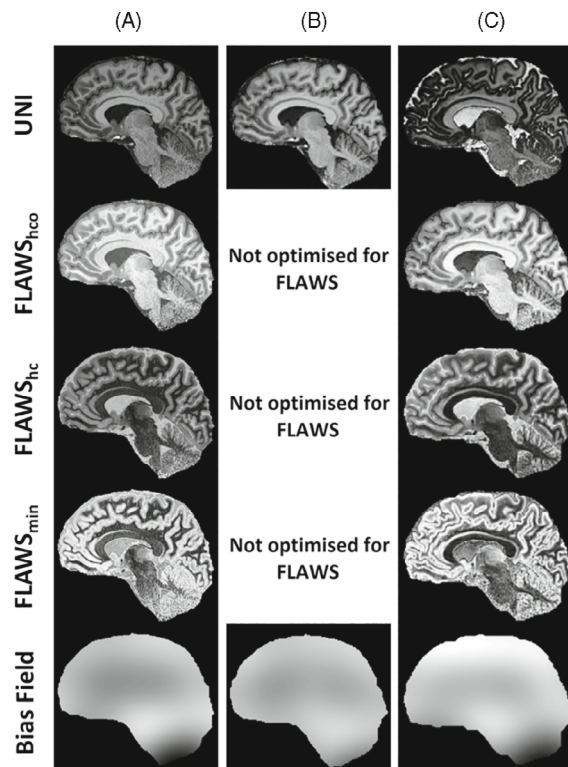 (A) (B) (C)
UNI
FLAWShco
Not optimised for
FLAWS
FLAWShc
Not optimised for
FLAWS
FLAWSmin
Not optimised for
FLAWS
Bias Field